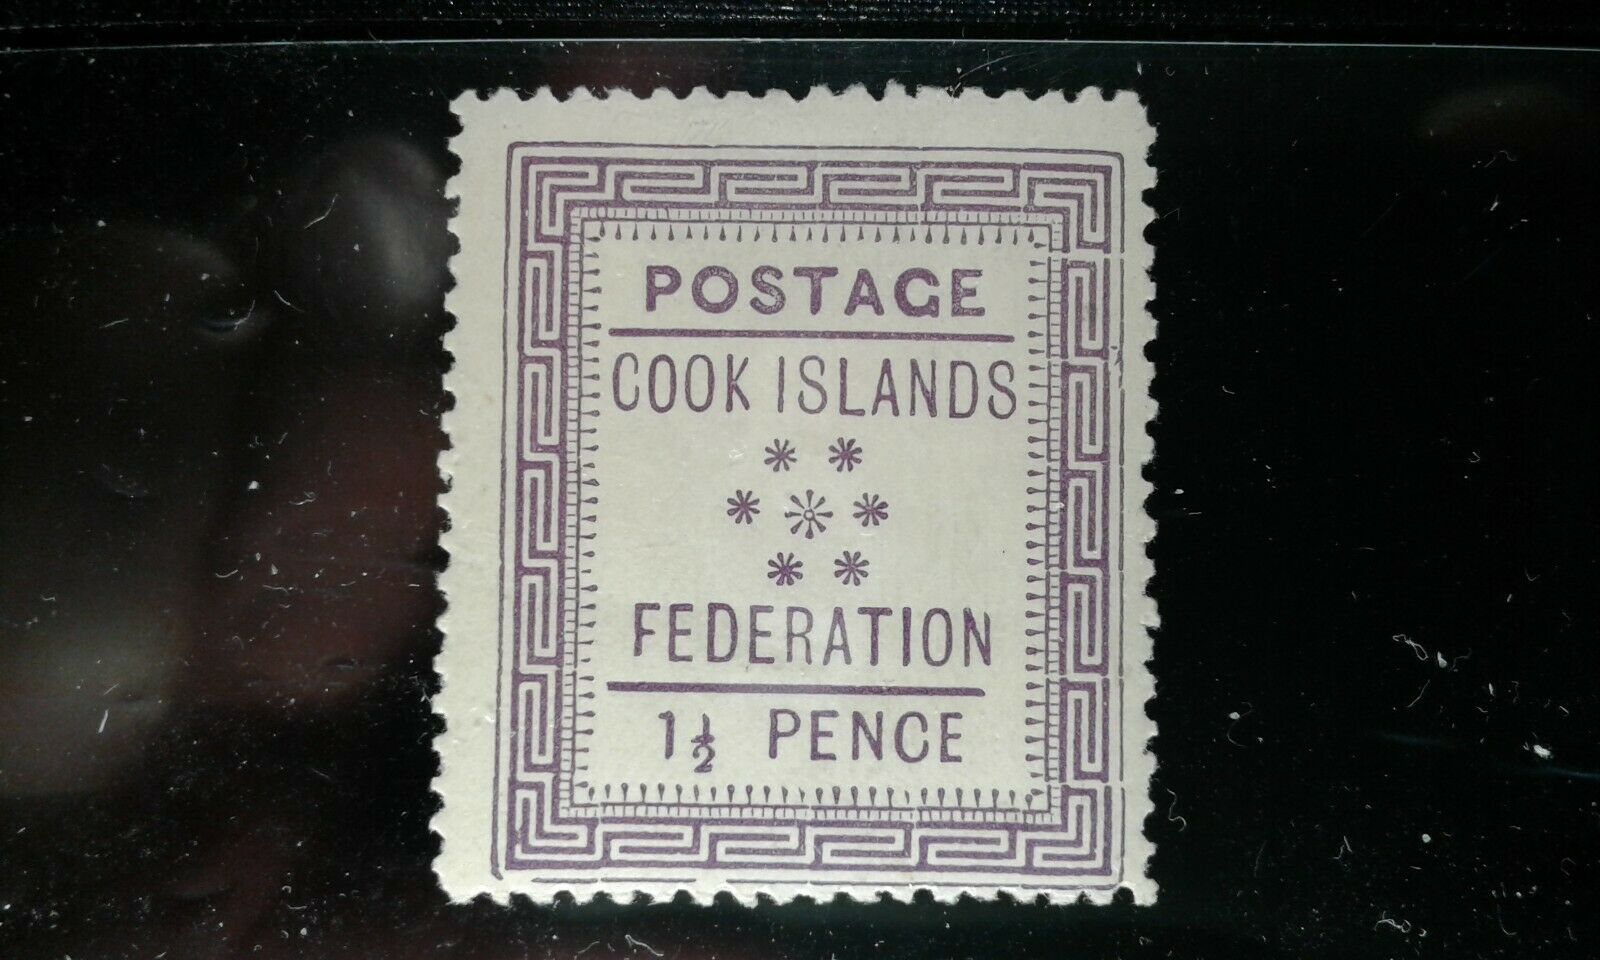 POSTAGE
COOK ISLANDS
FEDERATION
1½ PENCE